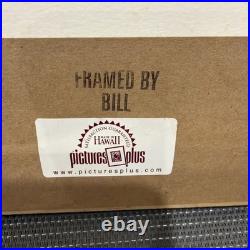 FRAMED BY
BILL
SATISFACTION GUARANTEED
MADE IN
HAWAII
pictures plus
www.picturesplus.com